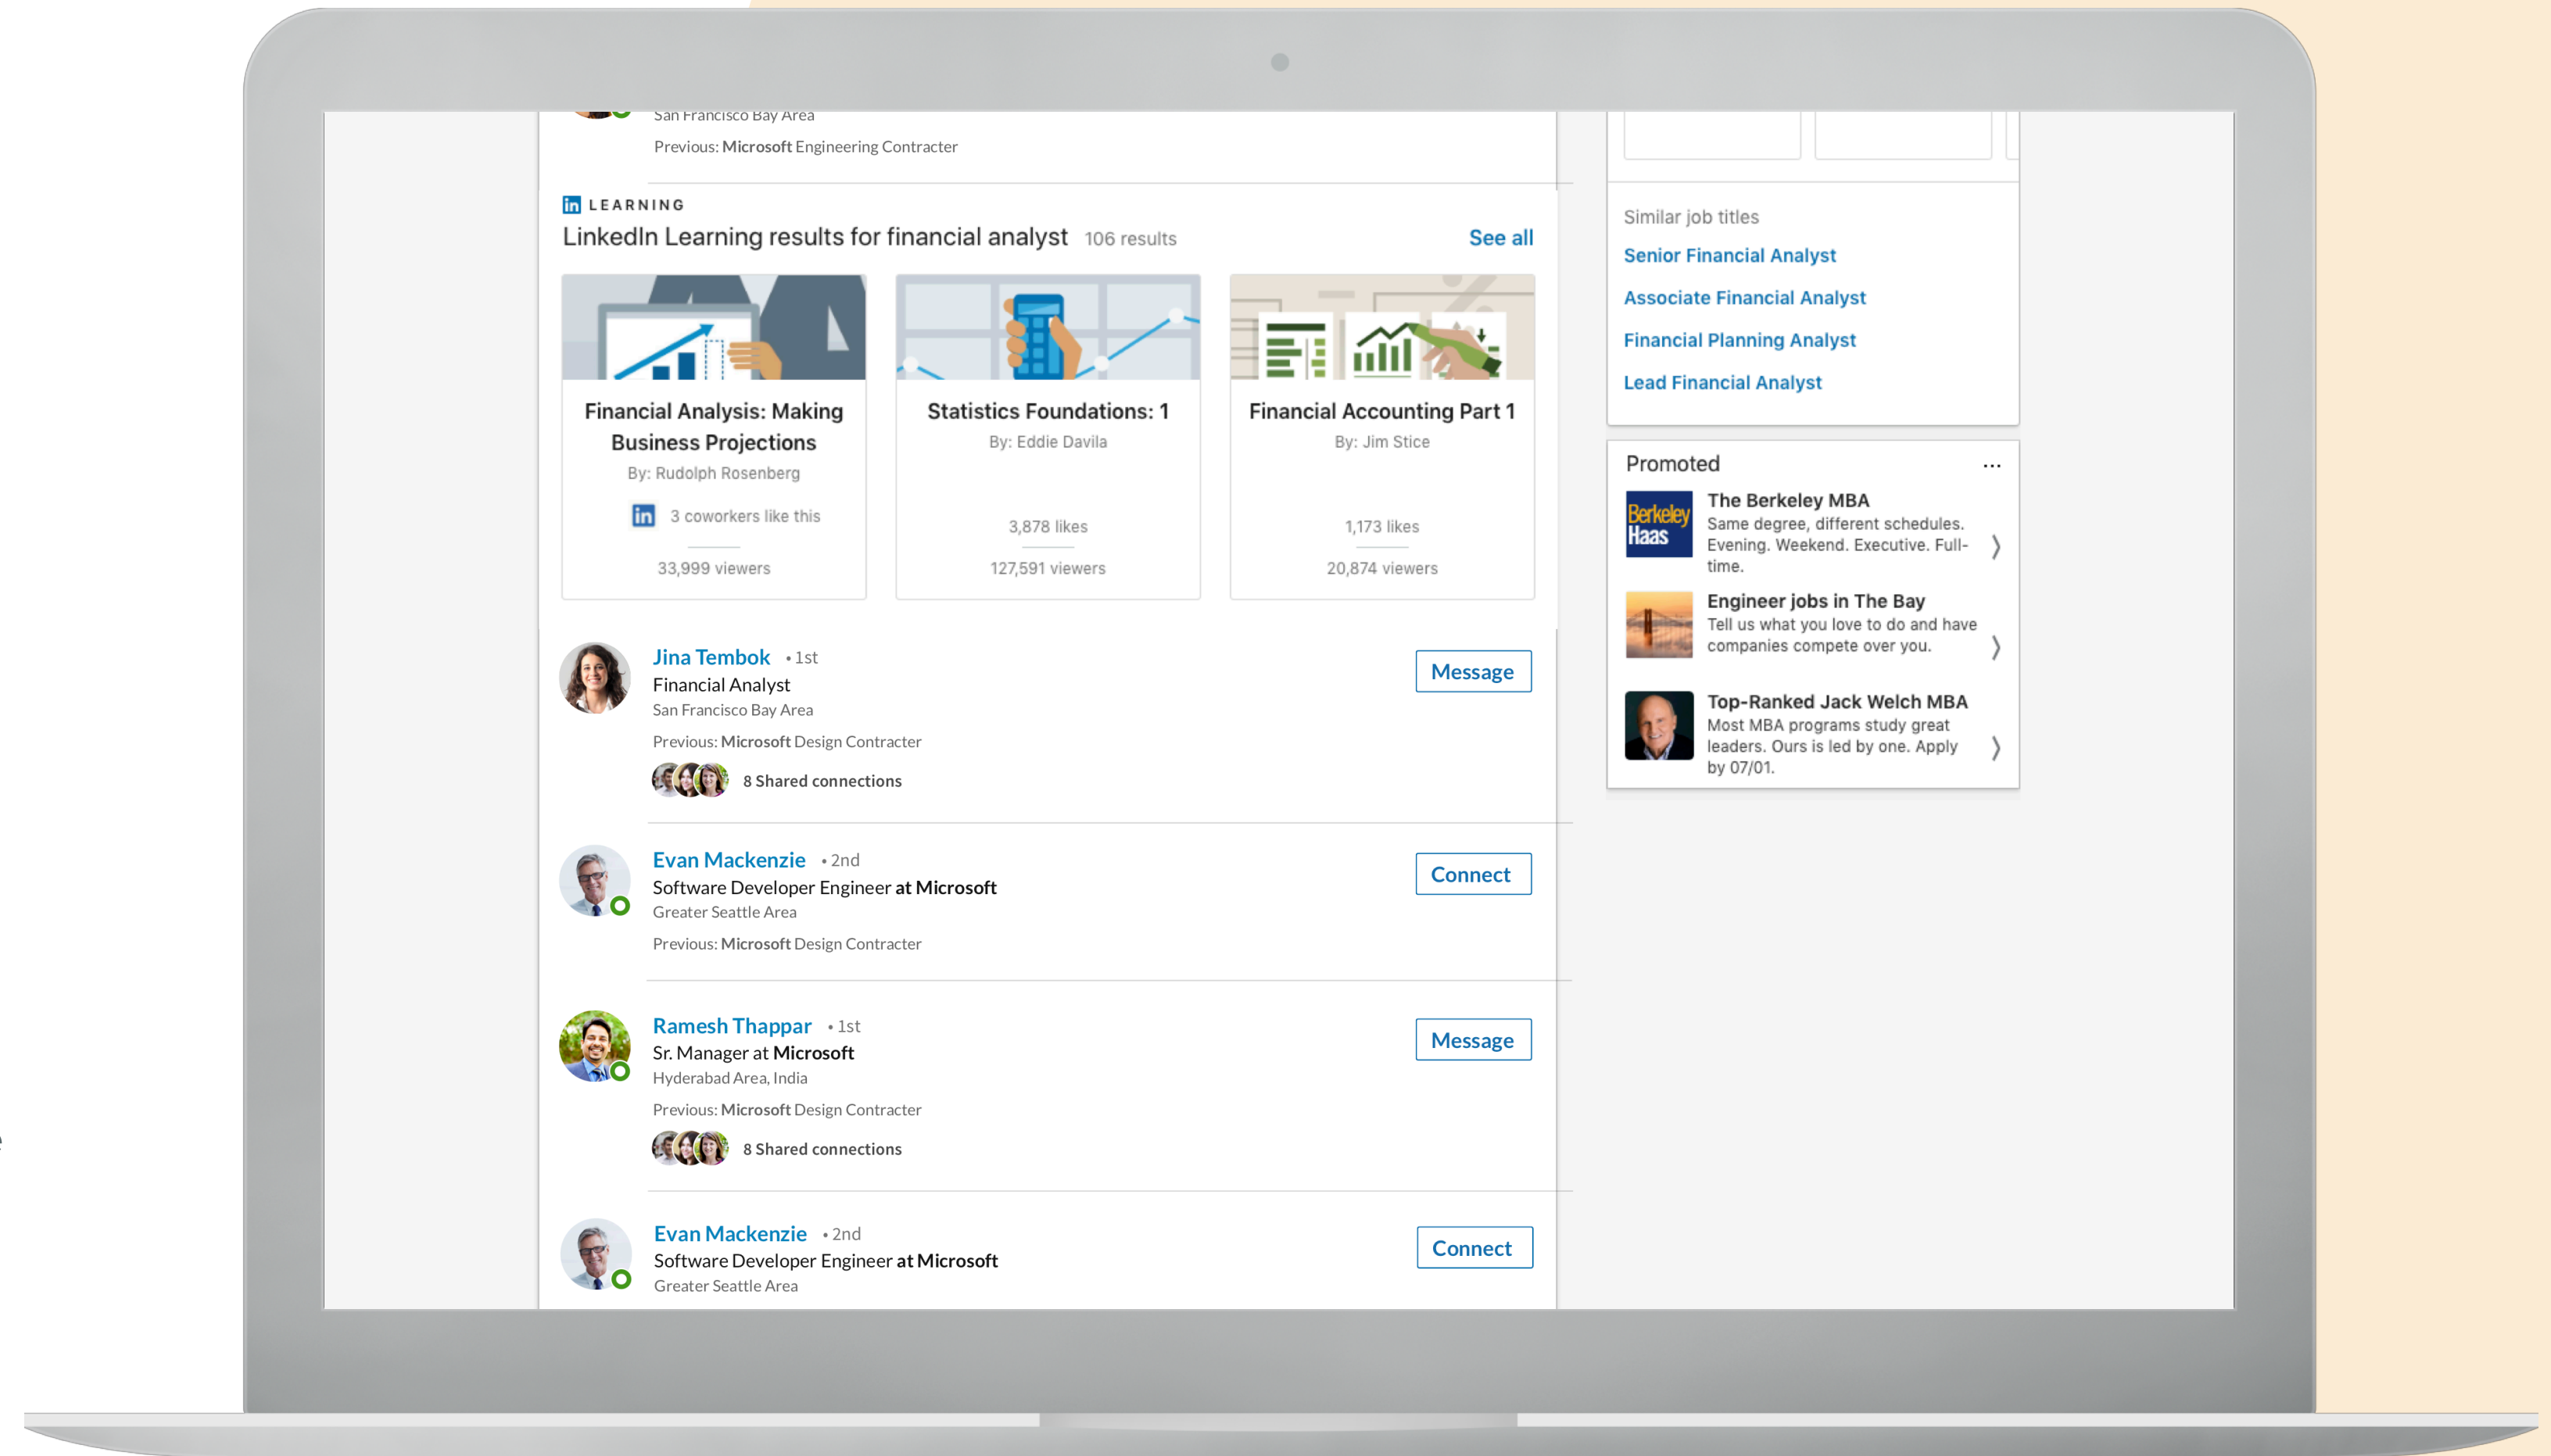 San Francisco Bay Area
Previous: Microsoft Engineering Contracter
in LEARNING
LinkedIn Learning results for financial analyst 106 results
See all
Financial Analysis: Making
Business Projections
By: Rudolph Rosenberg
in 3 coworkers like this
33,999 viewers
Statistics Foundations: 1
By: Eddie Davila
3,878 likes
127,591 viewers
Financial Accounting Part 1
By: Jim Stice
1,173 likes
20,874 viewers
Jina Tembok • 1st
Financial Analyst
San Francisco Bay Area
Previous: Microsoft Design Contracter
8 Shared connections
Message
Evan Mackenzie • 2nd
Software Developer Engineer at Microsoft
Greater Seattle Area
Previous: Microsoft Design Contracter
Connect
Ramesh Thappar • 1st
Sr. Manager at Microsoft
Hyderabad Area, India
Previous: Microsoft Design Contracter
8 Shared connections
Message
Evan Mackenzie • 2nd
Software Developer Engineer at Microsoft
Greater Seattle Area
Connect
Similar job titles
Senior Financial Analyst
Associate Financial Analyst
Financial Planning Analyst
Lead Financial Analyst
Promoted ...
Berkeley
Haas
The Berkeley MBA
Same degree, different schedules.
Evening. Weekend. Executive. Full-
time.
Engineer jobs in The Bay
Tell us what you love to do and have
companies compete over you.
Top-Ranked Jack Welch MBA
Most MBA programs study great
leaders. Ours is led by one. Apply
by 07/01.